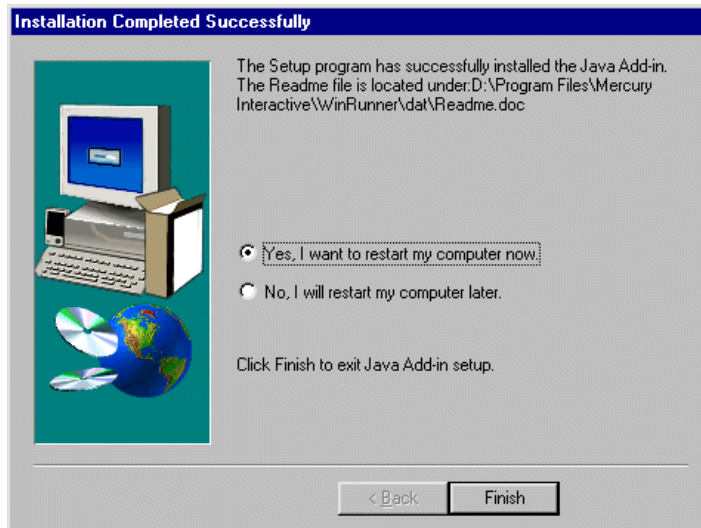 Installation Completed Successfully
The Setup program has successfully installed the Java Add-in.
The Readme file is located under:D:\Program Files\Mercury
Interactive\WinRunner\dat\Readme.doc
Yes, I want to restart my computer now.
No, I will restart my computer later.
Click Finish to exit Java Add-in setup.
< Back
Finish